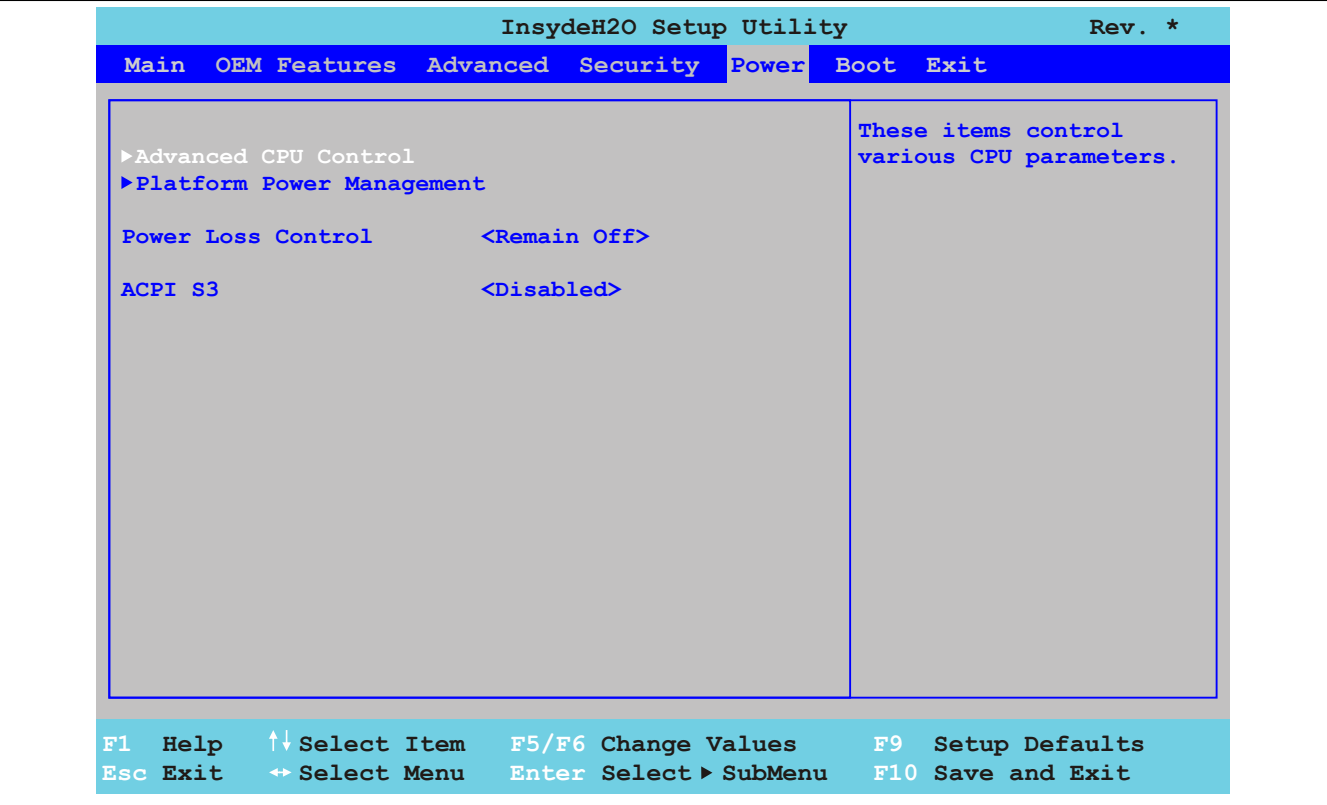 InsydeH2O Setup Utility Rev. *
Main OEM Features Advanced Security Power Boot Exit
▶Advanced CPU Control
▶Platform Power Management
Power Loss Control <Remain Off>
ACPI S3 <Disabled>
These items control
various CPU parameters.
F1 Help ↑↓ Select Item F5/F6 Change Values F9 Setup Defaults
Esc Exit ↔ Select Menu Enter Select ▶ SubMenu F10 Save and Exit